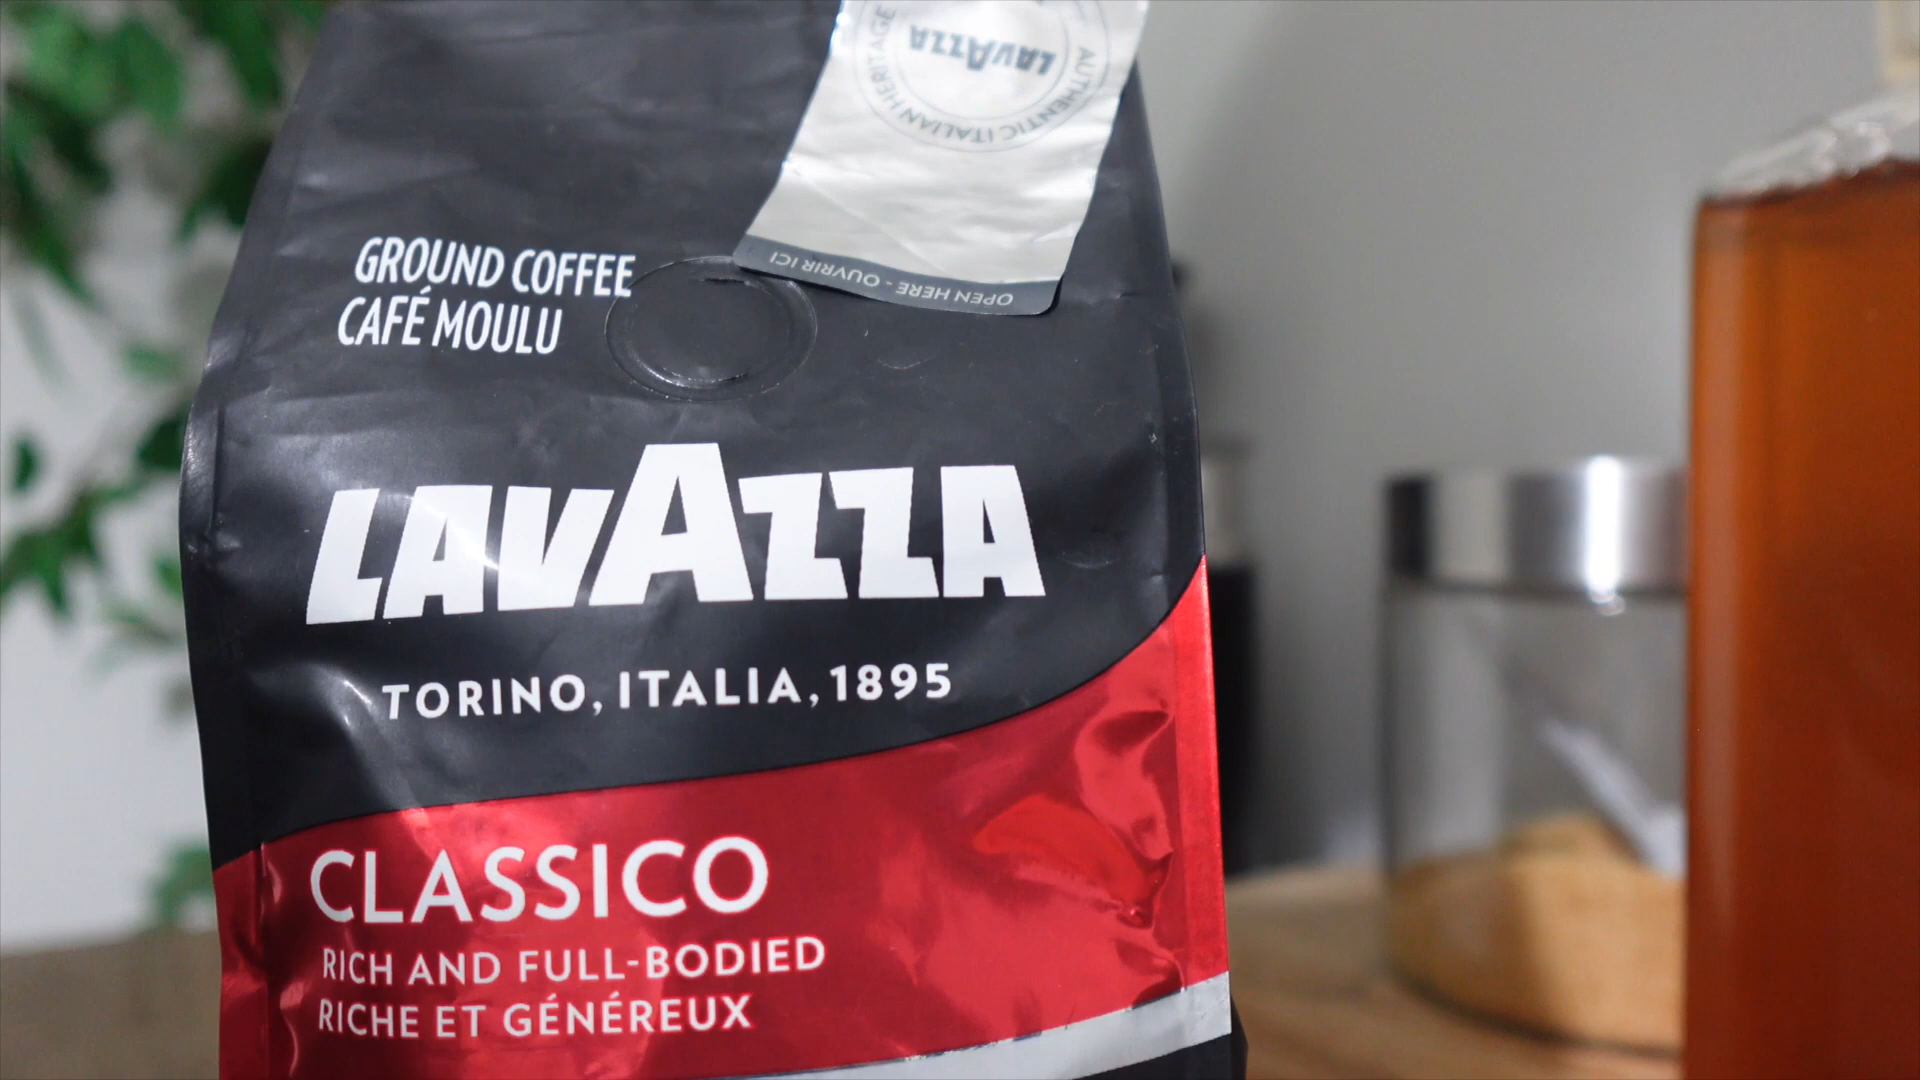 LAVAZZA
AUTHENTIC ITALIAN HERITAGE
OPEN HERE - OUVRIR ICI
GROUND COFFEE
CAFÉ MOULU
LAVAZZA
TORINO, ITALIA, 1895
CLASSICO
RICH AND FULL-BODIED
RICHE ET GÉNÉREUX